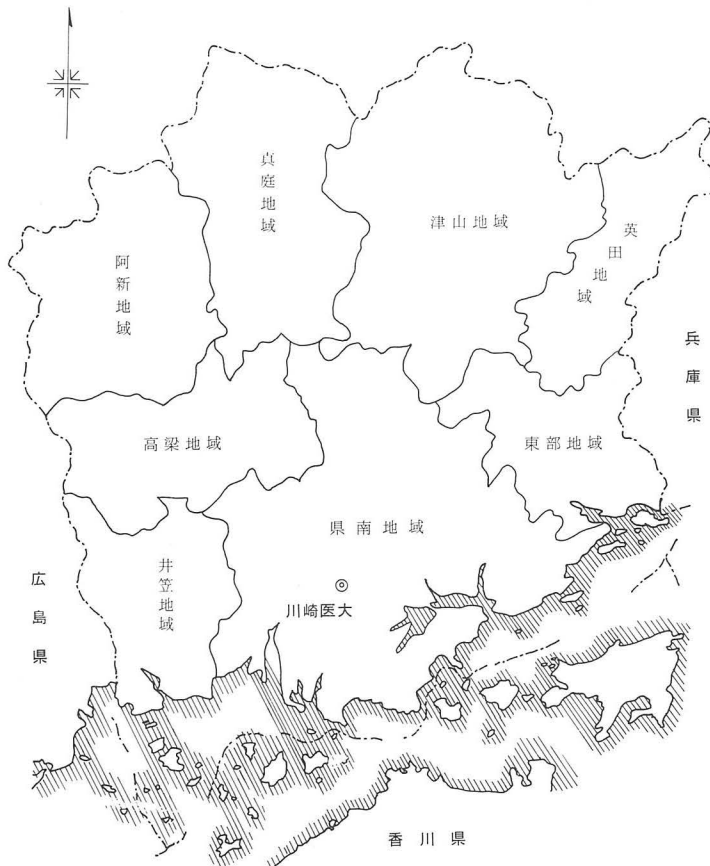 真庭地域
津山地域
英田地域
阿新地域
兵庫県
高梁地域
東部地域
県南地域
井笠地域
広島県
川崎医大
香川県